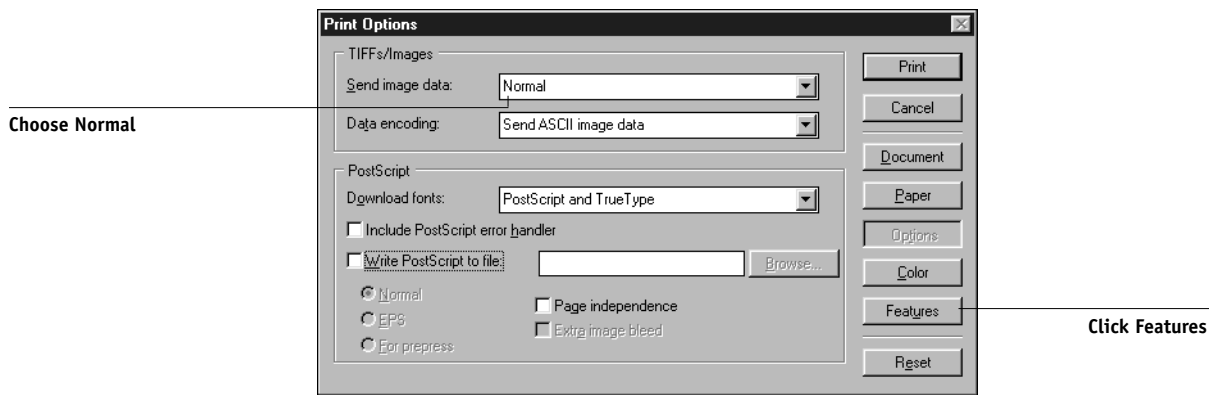 Print Options
TIFFs/Images
Send image data: Normal
Data encoding: Send ASCII image data
PostScript
Download fonts: PostScript and TrueType
Include PostScript error handler
Write PostScript to file: Browse...
Normal
EPS
For prepress
Page independence
Extra image bleed
Print
Cancel
Document
Paper
Options
Color
Features
Reset
Choose Normal
Click Features